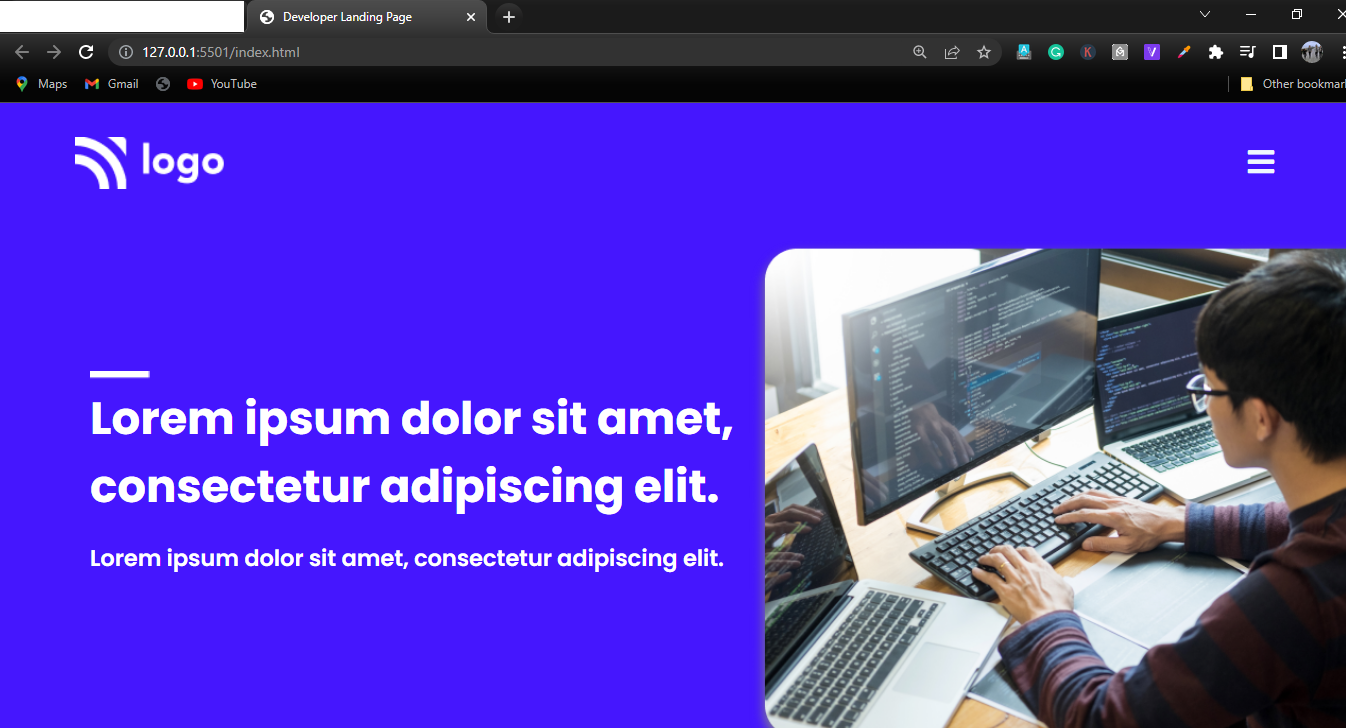 Developer Landing Page
127.0.0.1:5501/index.html
Maps
Gmail
YouTube
Other bookmar
logo
Lorem ipsum dolor sit amet,
consectetur adipiscing elit.
Lorem ipsum dolor sit amet, consectetur adipiscing elit.